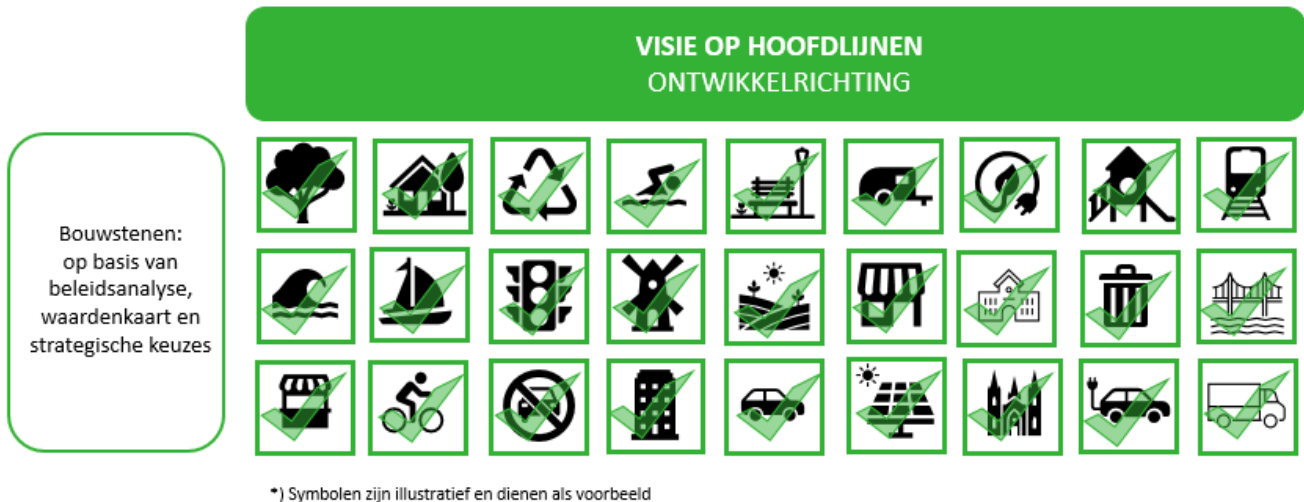 VISIE OP HOOFDLIJNEN
ONTWIKKELRICHTING
Bouwstenen:
op basis van
beleidsanalyse,
waardenkaart en
strategische keuzes
*) Symbolen zijn illustratief en dienen als voorbeeld